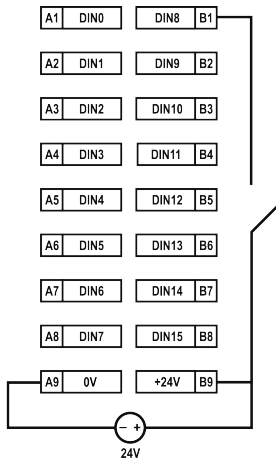 A1 DIN0 DIN8 B1
A2 DIN1 DIN9 B2
A3 DIN2 DIN10 B3
A4 DIN3 DIN11 B4
A5 DIN4 DIN12 B5
A6 DIN5 DIN13 B6
A7 DIN6 DIN14 B7
A8 DIN7 DIN15 B8
A9 0V +24V B9
− +
24V